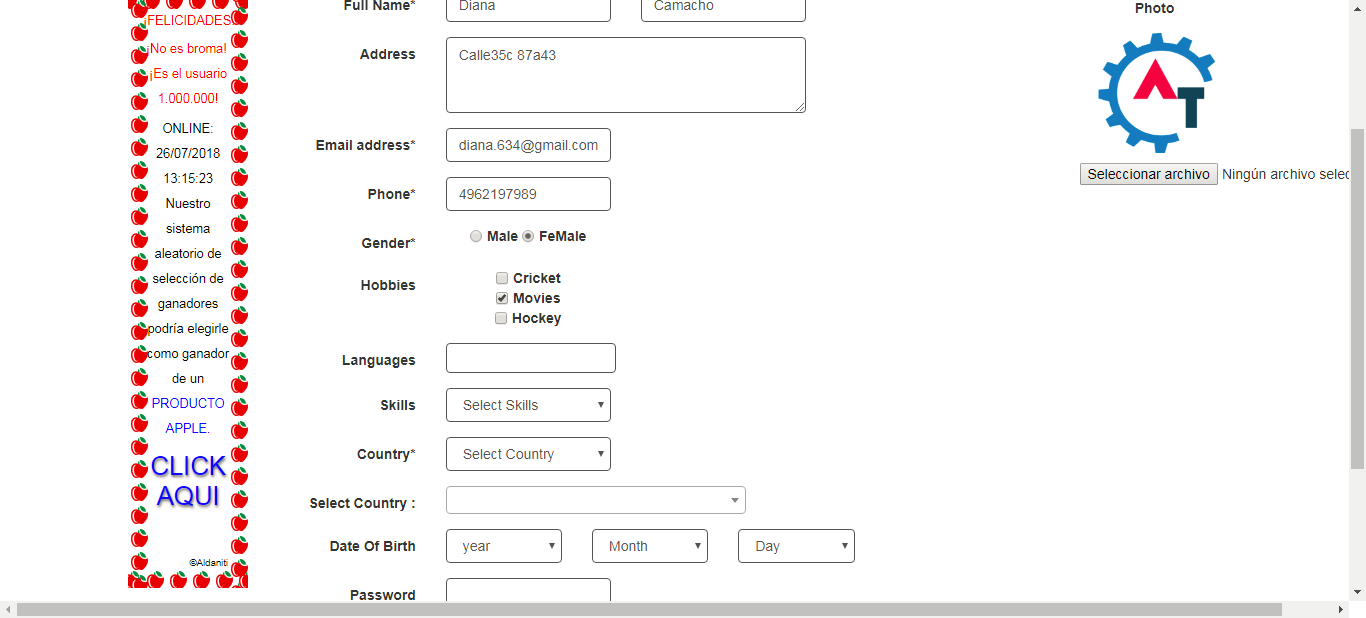 ¡FELICIDADES!
¡No es broma!
¡Es el usuario
1.000.000!
ONLINE:
26/07/2018
13:15:23
Nuestro
sistema
aleatorio de
selección de
ganadores
podría elegirle
como ganador
de un
PRODUCTO
APPLE.
CLICK
AQUI
©Aldaniti
Full Name* Diana Camacho
Address Calle35c 87a43
Email address* diana.634@gmail.com
Phone* 4962197989
Gender* Male FeMale
Hobbies Cricket
Movies
Hockey
Languages
Skills Select Skills
Country* Select Country
Select Country :
Date Of Birth year Month Day
Password
Photo
AT
Seleccionar archivo Ningún archivo selec